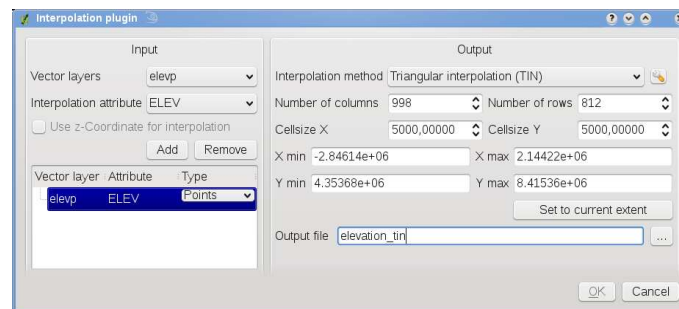 Interpolation plugin
Input
Vector layers elevp
Interpolation attribute ELEV
Use z-Coordinate for interpolation
Add Remove
Vector layer Attribute Type
elevp ELEV Points
Output
Interpolation method Triangular interpolation (TIN)
Number of columns 998 Number of rows 812
Cellsize X 5000,00000 Cellsize Y 5000,00000
X min -2.84614e+06 X max 2.14422e+06
Y min 4.35368e+06 Y max 8.41536e+06
Set to current extent
Output file elevation_tin ...
OK Cancel